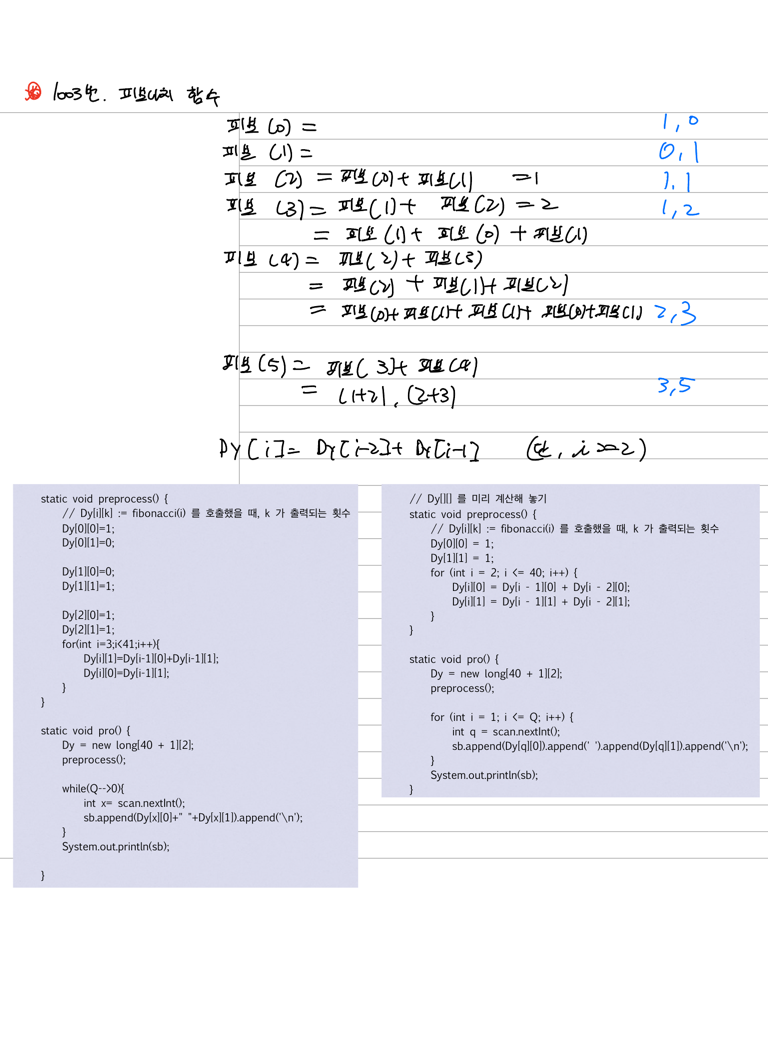 1003번. 피보나치 함수
피보(0) = 1, 0
피보(1) = 0, 1
피보(2) = 피보(0)+ 피보(1) =1 1, 1
피보(3)= 피보(1)+ 피보(2) = 2 1, 2
= 피보(1)+ 피보(0) + 피보(1)
피보(4)= 피보(2)+ 피보(3)
= 피보(2) + 피보(1)+ 피보(2)
= 피보(0)+ 피보(1)+ 피보(1)+ 피보(0)+피보(1) 2, 3
피보(5)= 피보(3)+ 피보(4)
= (1+2), (2+3) 3, 5
DY[i]= DY[i-2]+ DY[i-1] (단, i>=2)
static void preprocess() {
// Dy[i][k] := fibonacci(i) 를 호출했을 때, k 가 출력되는 횟수
Dy[0][0]=1;
Dy[0][1]=0;
Dy[1][0]=0;
Dy[1][1]=1;
Dy[2][0]=1;
Dy[2][1]=1;
for(int i=3;i<41;i++){
Dy[i][1]=Dy[i-1][0]+Dy[i-1][1];
Dy[i][0]=Dy[i-1][1];
}
}
static void pro() {
Dy = new long[40 + 1][2];
preprocess();
while(Q-->0){
int x= scan.nextInt();
sb.append(Dy[x][0]+" "+Dy[x][1]).append('\n');
}
System.out.println(sb);
}
// Dy[][] 를 미리 계산해 놓기
static void preprocess() {
// Dy[i][k] := fibonacci(i) 를 호출했을 때, k 가 출력되는 횟수
Dy[0][0] = 1;
Dy[1][1] = 1;
for (int i = 2; i <= 40; i++) {
Dy[i][0] = Dy[i - 1][0] + Dy[i - 2][0];
Dy[i][1] = Dy[i - 1][1] + Dy[i - 2][1];
}
}
static void pro() {
Dy = new long[40 + 1][2];
preprocess();
for (int i = 1; i <= Q; i++) {
int q = scan.nextInt();
sb.append(Dy[q][0]).append(' ').append(Dy[q][1]).append('\n');
}
System.out.println(sb);
}